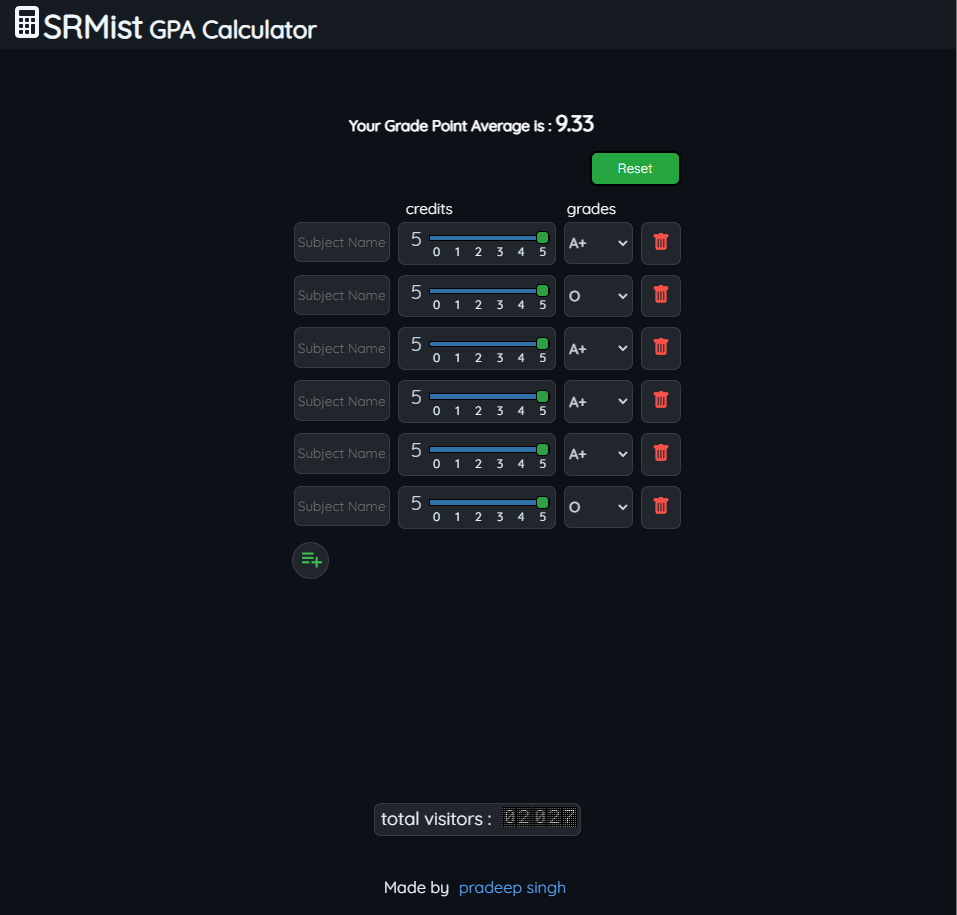 SRMist GPA Calculator
Your Grade Point Average is : 9.33
Reset
credits grades
Subject Name 5 0 1 2 3 4 5 A+
Subject Name 5 0 1 2 3 4 5 O
Subject Name 5 0 1 2 3 4 5 A+
Subject Name 5 0 1 2 3 4 5 A+
Subject Name 5 0 1 2 3 4 5 A+
Subject Name 5 0 1 2 3 4 5 O
total visitors : 02027
Made by pradeep singh